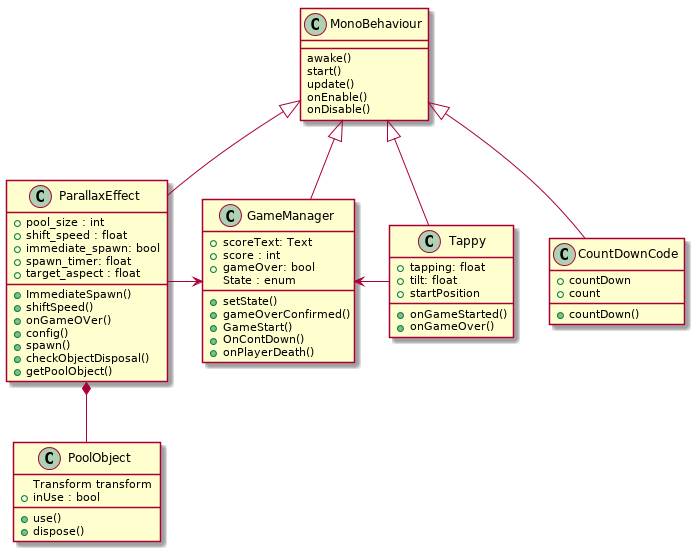 C MonoBehaviour
awake()
start()
update()
onEnable()
onDisable()
C ParallaxEffect
pool_size : int
shift_speed : float
immediate_spawn: bool
spawn_timer: float
target_aspect : float
ImmediateSpawn()
shiftSpeed()
onGameOVer()
config()
spawn()
checkObjectDisposal()
getPoolObject()
C GameManager
scoreText: Text
score : int
gameOver: bool
State : enum
setState()
gameOverConfirmed()
GameStart()
OnContDown()
onPlayerDeath()
C Tappy
tapping: float
tilt: float
startPosition
onGameStarted()
onGameOver()
C CountDownCode
countDown
count
countDown()
C PoolObject
Transform transform
inUse : bool
use()
dispose()